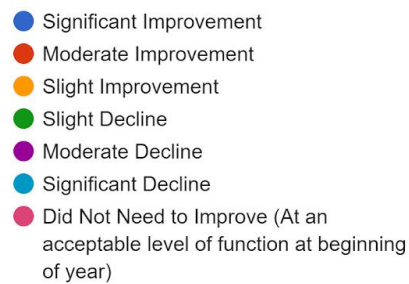 Significant Improvement
Moderate Improvement
Slight Improvement
Slight Decline
Moderate Decline
Significant Decline
Did Not Need to Improve (At an
acceptable level of function at beginning
of year)